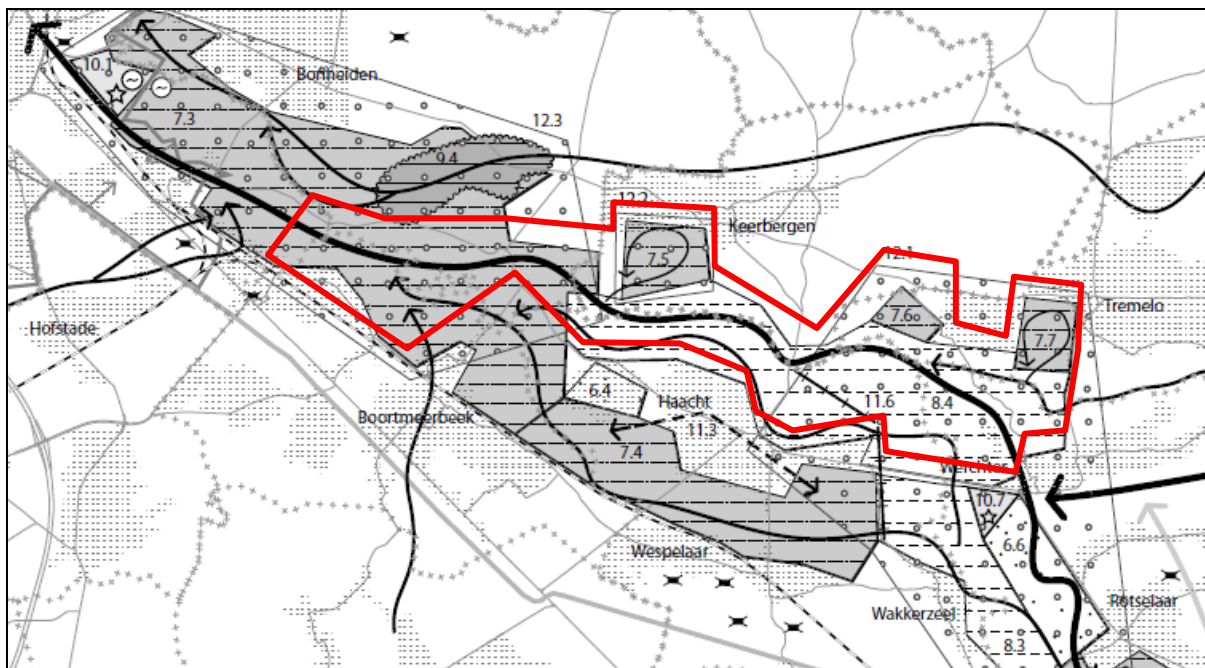 10.1
Bonheiden
7.3
12.3
9.4
12.2
Keerbergen
7.5
12.1
7.6
Tremelo
7.7
Hofstade
6.4
Haacht
11.6
8.4
Boortmeerbeek
11.3
7.4
Werchter
10.7
Wespelaar
6.6
Wakkerzeel
Rotselaar
8.3